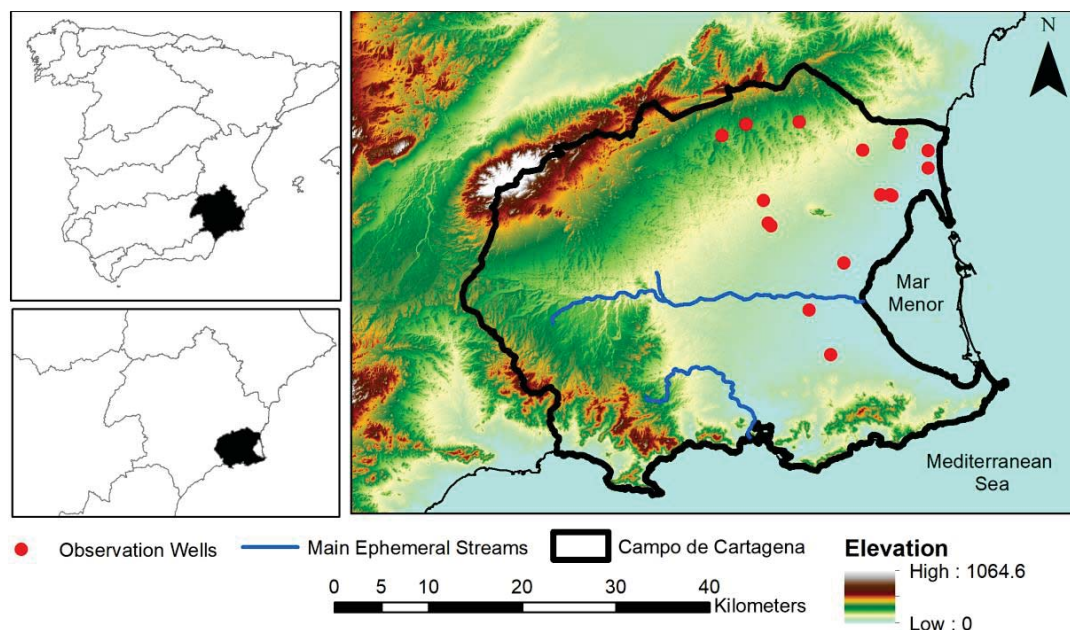 N
Mar
Menor
Mediterranean
Sea
Observation Wells
Main Ephemeral Streams
Campo de Cartagena
Elevation
High : 1064.6
Low : 0
0 5 10 20 30 40
Kilometers